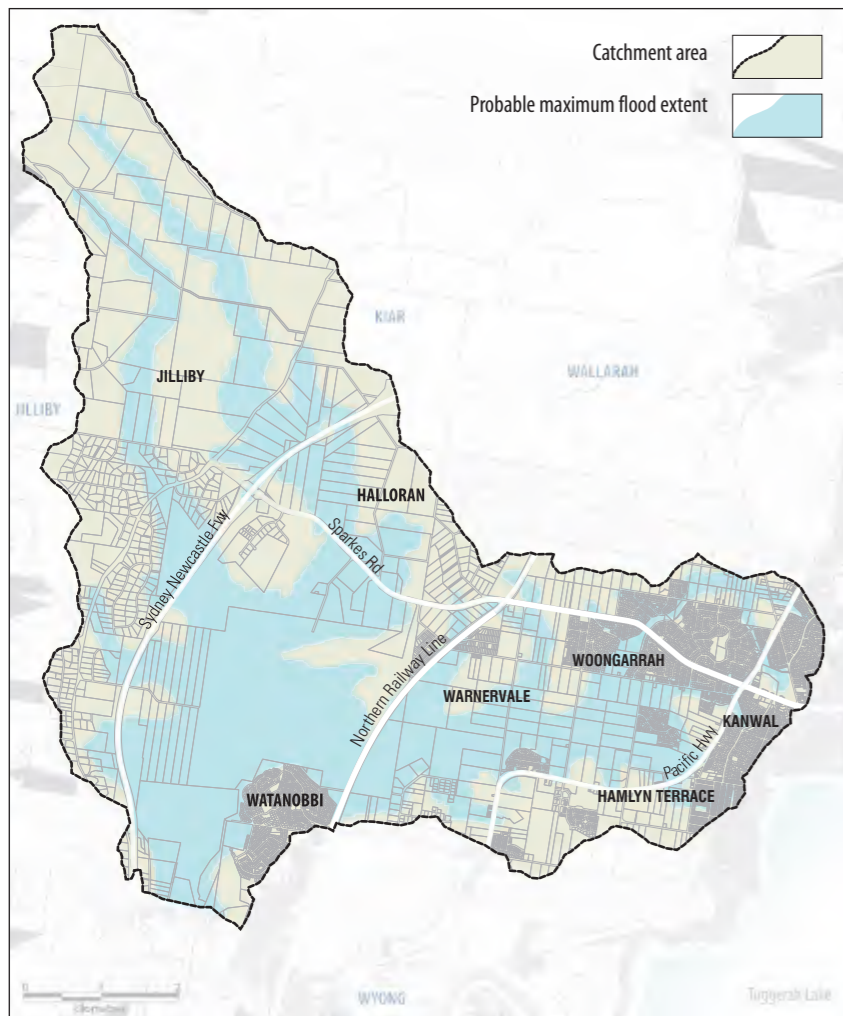 Catchment area
Probable maximum flood extent
KIAR
WALLARAH
JILLIBY
JILLIBY
HALLORAN
Sydney Newcastle Fwy
Sparkes Rd
Northern Railway Line
WOONGARRAH
WARNERVALE
KANWAL
Pacific Hwy
WATANOBBI
HAMLYN TERRACE
0
WYONG
Tuggerah Lake